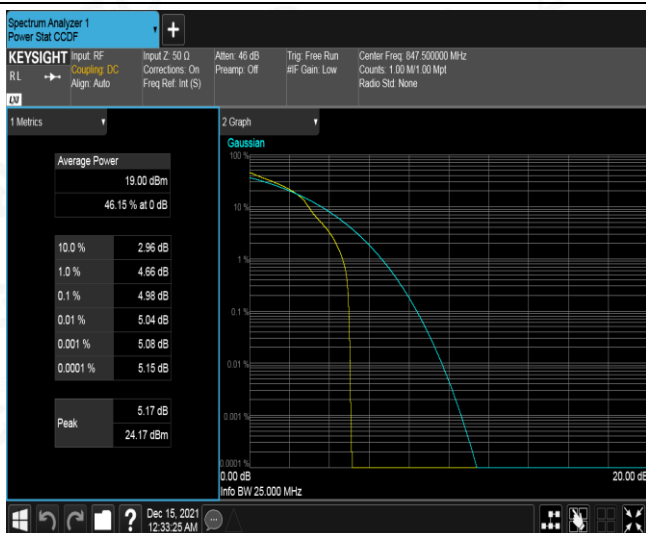 Spectrum Analyzer 1
Power Stat CCDF
+
KEYSIGHT Input: RF Input Z: 50 Ω Atten: 46 dB Trig: Free Run Center Freq: 847.500000 MHz
RL Coupling: DC Corrections: On Preamp: Off #IF Gain: Low Counts: 1.00 M/1.00 Mpt
Align: Auto Freq Ref: Int (S) Radio Std: None
LXI
1 Metrics
2 Graph
Average Power
19.00 dBm
46.15 % at 0 dB
10.0 % 2.96 dB
1.0 % 4.66 dB
0.1 % 4.98 dB
0.01 % 5.04 dB
0.001 % 5.08 dB
0.0001 % 5.15 dB
Peak 5.17 dB
24.17 dBm
Gaussian
100 %
10 %
1 %
0.1 %
0.01 %
0.001 %
0.0001 %
0.00 dB 20.00 dB
Info BW 25.000 MHz
? Dec 15, 2021
12:33:25 AM